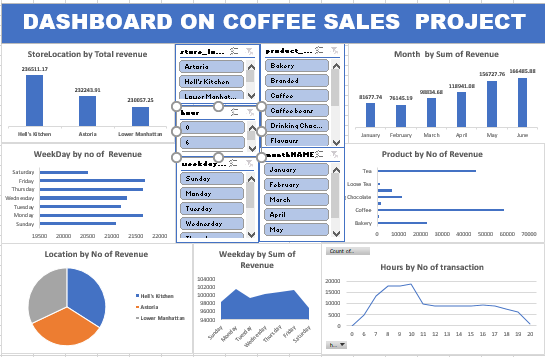 DASHBOARD ON COFFEE SALES PROJECT
StoreLocation by Total revenue
236511.17
232243.91
230057.25
Hell's Kitchen Astoria Lower Manhattan
store_lo...
Astoria
Hell's Kitchen
Lower Manhat...
hour
0
6
weekday...
Sunday
Monday
Tuesday
Wednesday
product_...
Bakery
Branded
Coffee
Coffee beans
Drinking Choc...
Flavours
monthNAME
January
February
March
April
May
Month by Sum of Revenue
81677.74 76145.19 98834.68 118941.08 156727.76 166485.88
January February March April May June
WeekDay by no of Revenue
Saturday
Friday
Thursday
Wednesday
Tuesday
Monday
Sunday
19500 20000 20500 21000 21500 22000
Product by No of Revenue
Tea
Loose Tea
Chocolate
Coffee
Bakery
0 10000 20000 30000 40000 50000 60000 70000
Location by No of Revenue
Hell's Kitchen
Astoria
Lower Manhattan
Weekday by Sum of
Revenue
104000
102000
100000
98000
96000
94000
Sunday Monday Tuesday Wednesday Thursday Friday Saturday
Count of...
Hours by No of transaction
20000
15000
10000
5000
0
0 6 7 8 9 10 11 12 13 14 15 16 17 18 19 20
h...